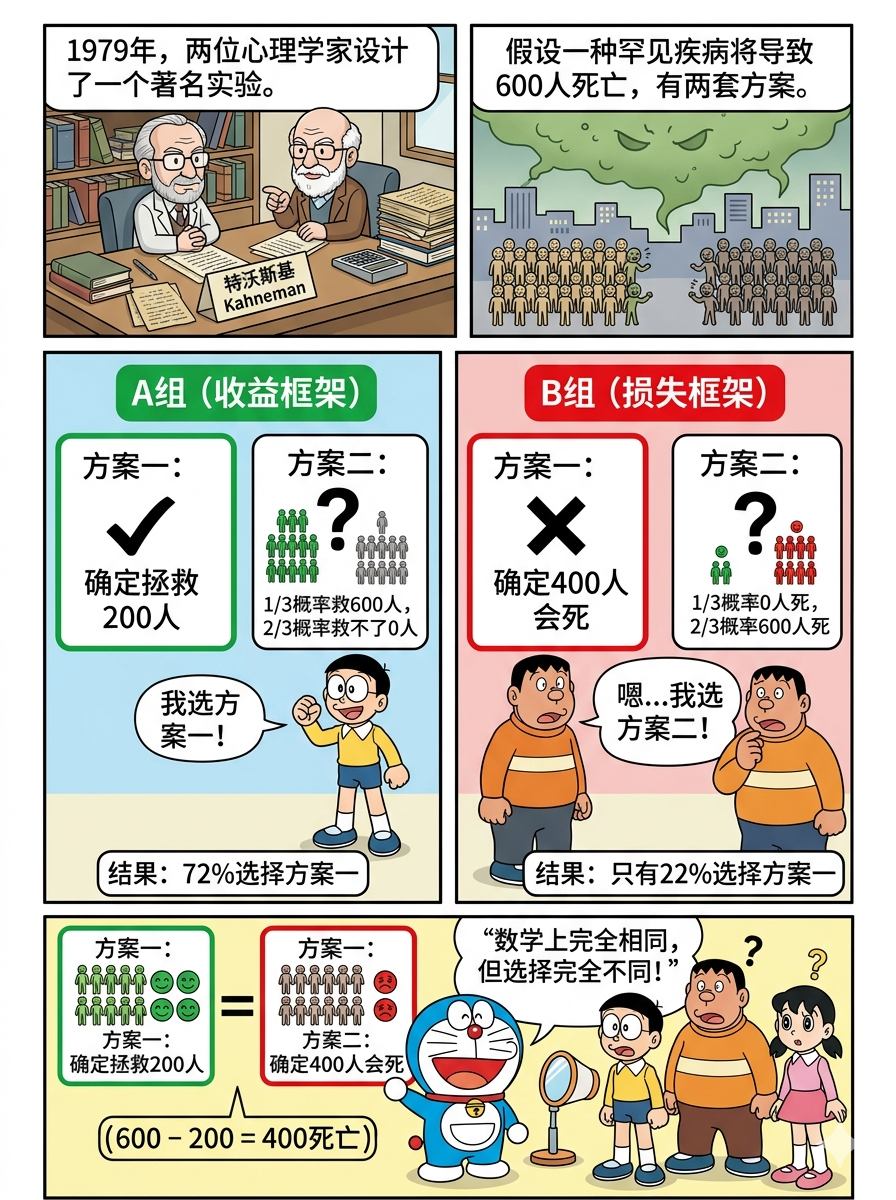 1979年，两位心理学家设计
了一个著名实验。
假设一种罕见疾病将导致
600人死亡，有两套方案。
特沃斯基
Kahneman
A组（收益框架）
方案一：
确定拯救
200人
方案二：
?
1/3概率救600人，
2/3概率救不了0人
我选方
案一！
结果：72%选择方案一
B组（损失框架）
方案一：
确定400人
会死
方案二：
?
1/3概率0人死，
2/3概率600人死
嗯...我选
方案二！
结果：只有22%选择方案一
方案一：
方案一：
确定拯救200人
=
方案一：
方案二：
确定400人会死
(600 − 200 = 400死亡)
“数学上完全相同，
但选择完全不同！”
?
?